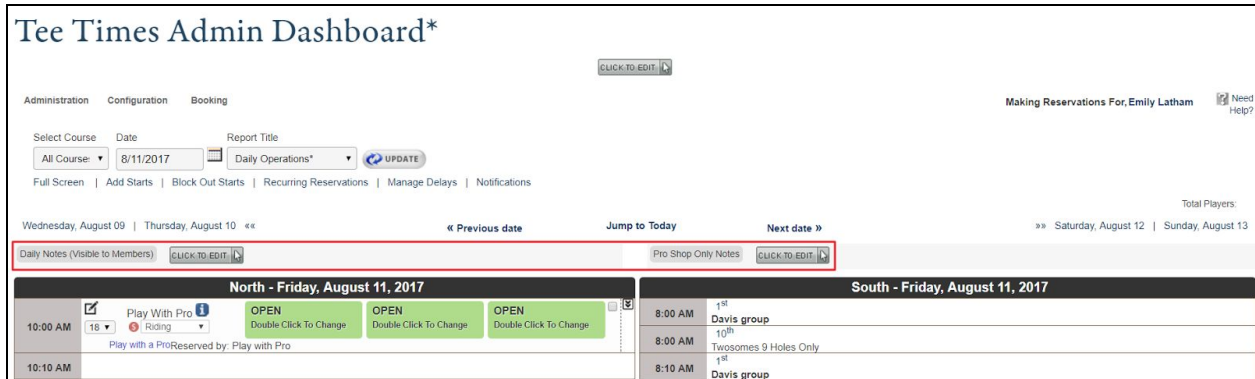 Tee Times Admin Dashboard*
CLICK TO EDIT
Administration Configuration Booking
Making Reservations For, Emily Latham
Need Help?
Select Course Date Report Title
All Course: 8/11/2017 Daily Operations* UPDATE
Full Screen | Add Starts | Block Out Starts | Recurring Reservations | Manage Delays | Notifications
Total Players:
Wednesday, August 09 | Thursday, August 10 «« « Previous date Jump to Today Next date » »» Saturday, August 12 | Sunday, August 13
Daily Notes (Visible to Members) CLICK TO EDIT Pro Shop Only Notes CLICK TO EDIT
North - Friday, August 11, 2017
10:00 AM
Play With Pro
18 Riding
OPEN OPEN OPEN
Double Click To Change Double Click To Change Double Click To Change
Play with a ProReserved by: Play with Pro
10:10 AM
South - Friday, August 11, 2017
8:00 AM 1st
Davis group
8:00 AM 10th
Twosomes 9 Holes Only
8:10 AM 1st
Davis group